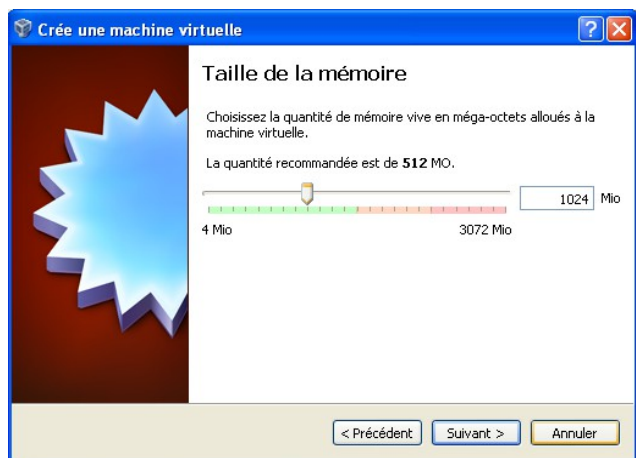 Crée une machine virtuelle
Taille de la mémoire
Choisissez la quantité de mémoire vive en méga-octets alloués à la
machine virtuelle.
La quantité recommandée est de 512 MO.
1024 Mio
4 Mio 3072 Mio
< Précédent Suivant > Annuler